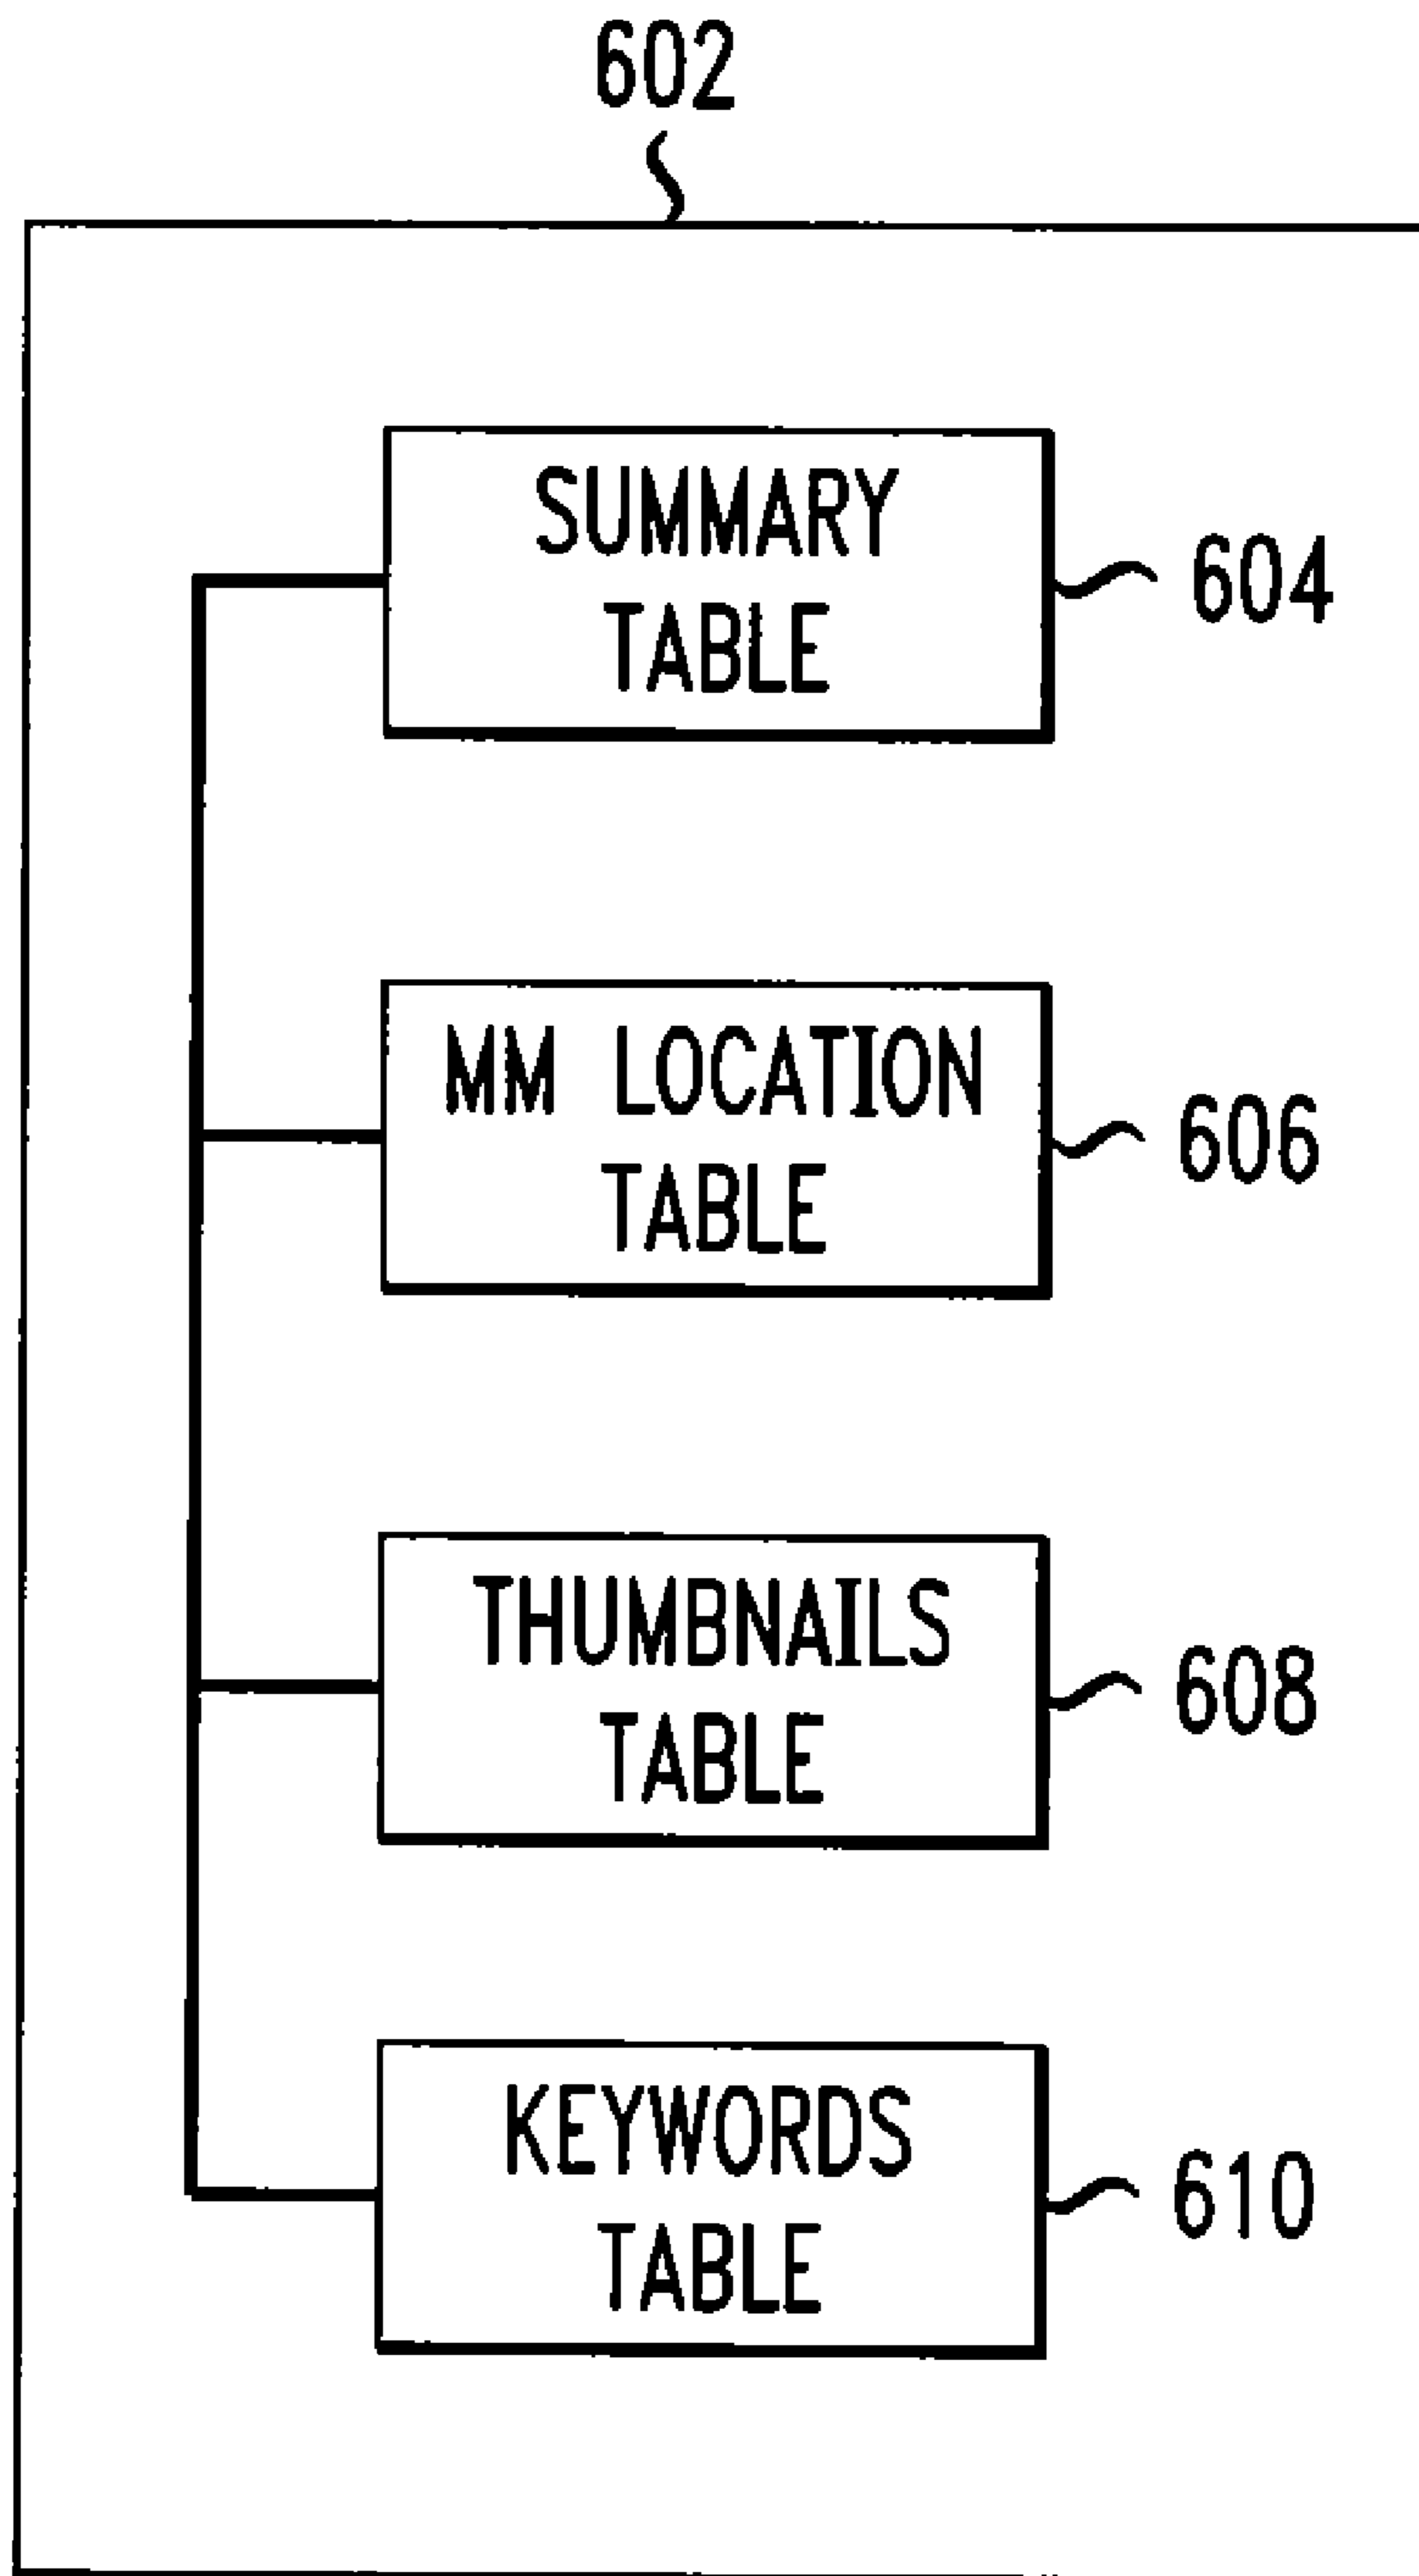 602
SUMMARY
TABLE
604
MM LOCATION
TABLE
606
THUMBNAILS
TABLE
608
KEYWORDS
TABLE
610